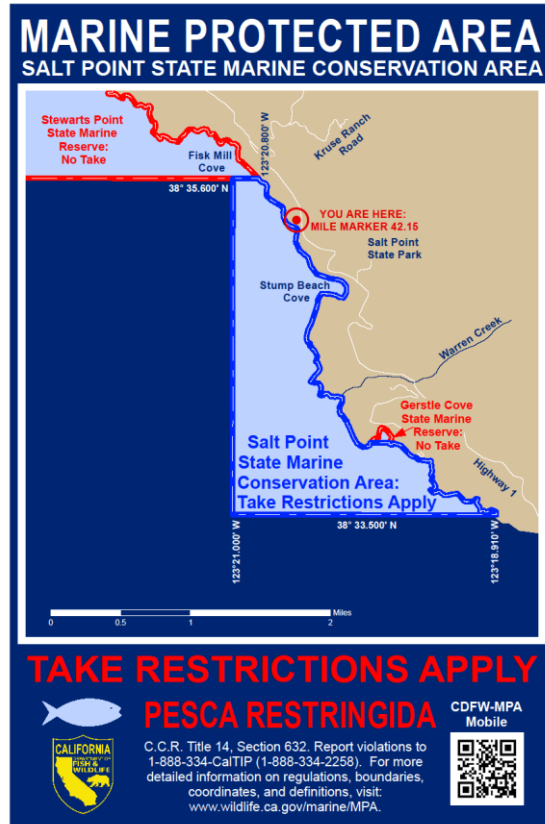 MARINE PROTECTED AREA
SALT POINT STATE MARINE CONSERVATION AREA
Stewarts Point
State Marine
Reserve:
No Take
Fisk Mill
Cove
123°20.800' W
Kruse Ranch
Road
38° 35.600' N
YOU ARE HERE:
MILE MARKER 42.15
Salt Point
State Park
Stump Beach
Cove
Warren Creek
Gerstle Cove
State Marine
Reserve:
No Take
Salt Point
State Marine
Conservation Area:
Take Restrictions Apply
Highway 1
38° 33.500' N
123°21.000' W
123°18.910' W
Miles
0 0.5 1 2
TAKE RESTRICTIONS APPLY
PESCA RESTRINGIDA
CDFW-MPA
Mobile
CALIFORNIA
DEPARTMENT OF
FISH &
WILDLIFE
C.C.R. Title 14, Section 632. Report violations to
1-888-334-CalTIP (1-888-334-2258). For more
detailed information on regulations, boundaries,
coordinates, and definitions, visit:
www.wildlife.ca.gov/marine/MPA.